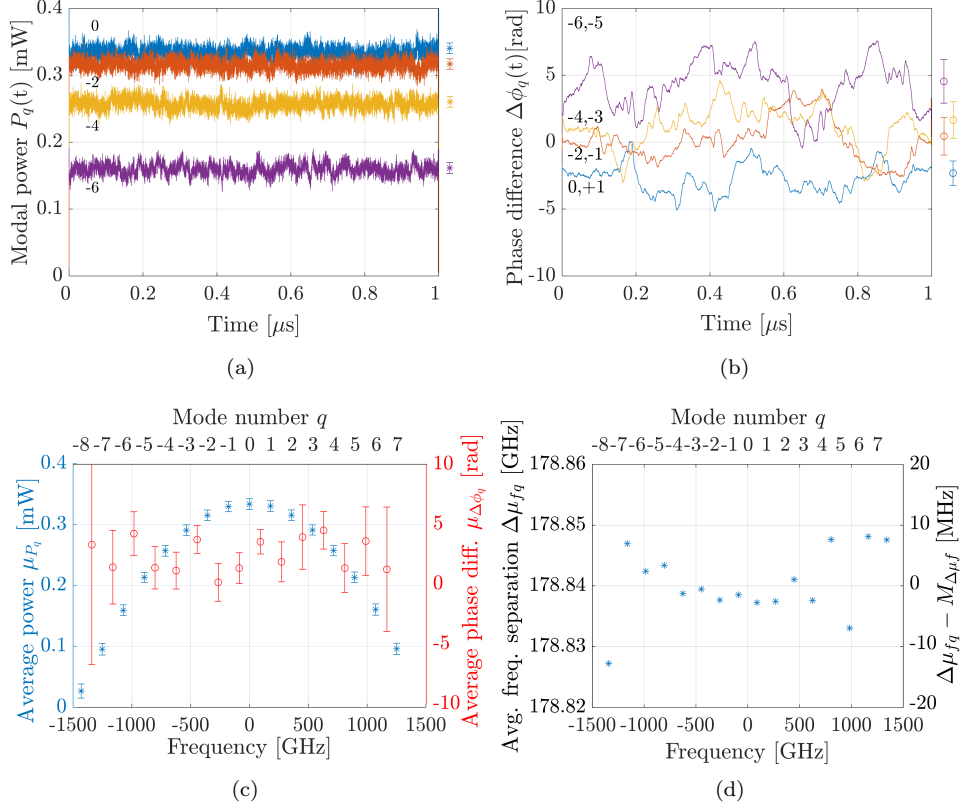 0.4
0.3
0.2
0.1
0
Modal power P_q(t) [mW]
0
-2
-4
-6
0 0.2 0.4 0.6 0.8 1
Time [μs]
(a)
10
5
0
-5
-10
Phase difference Δϕ_q(t)[rad]
-6,-5
-4,-3
-2,-1
0,+1
0 0.2 0.4 0.6 0.8 1
Time [μs]
(b)
Mode number q
-8 -7 -6 -5 -4 -3 -2 -1 0 1 2 3 4 5 6 7
0.4
0.3
0.2
0.1
0
Average power μ_{P_q} [mW]
10
5
0
-5
-10
Average phase diff. μ_{Δϕ_q} [rad]
-1500 -1000 -500 0 500 1000 1500
Frequency [GHz]
(c)
Mode number q
-8 -7 -6 -5 -4 -3 -2 -1 0 1 2 3 4 5 6 7
178.86
178.85
178.84
178.83
178.82
Avg. freq. separation Δμ_{fq} [GHz]
20
10
0
-10
-20
Δμ_{fq} − M_{Δμf} [MHz]
-1500 -1000 -500 0 500 1000 1500
Frequency [GHz]
(d)